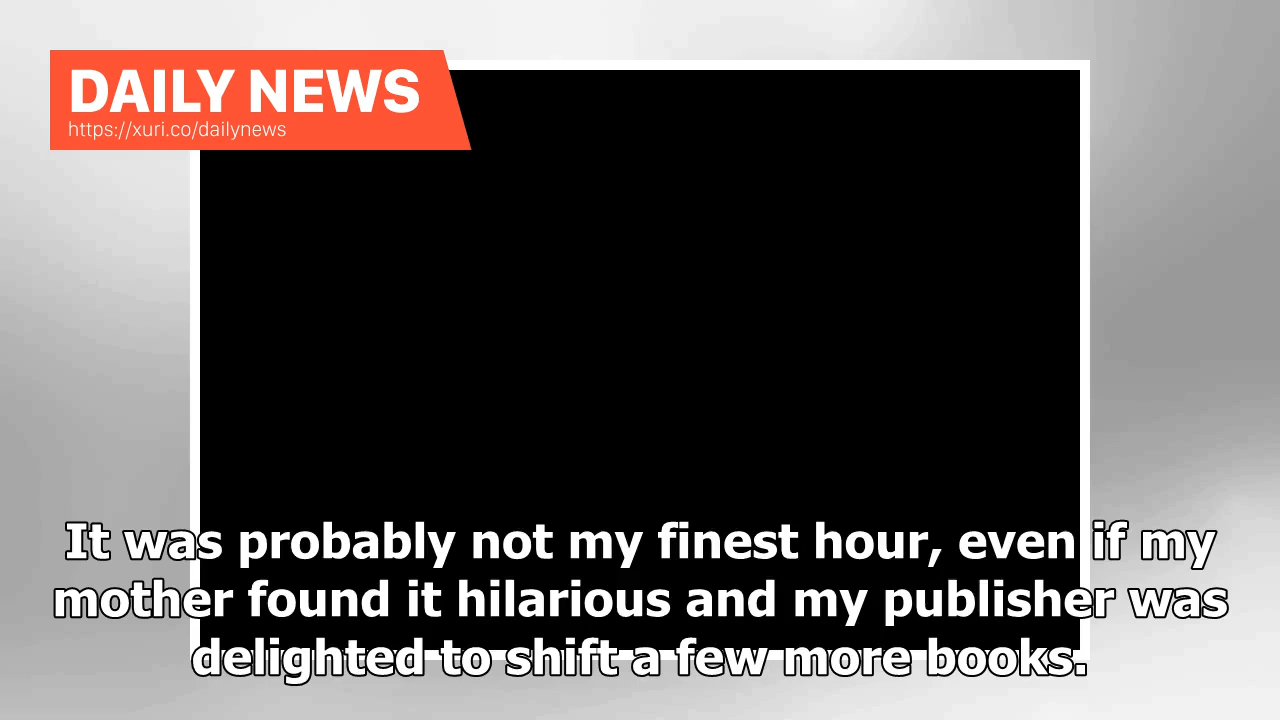 DAILY NEWS
https://xuri.co/dailynews
It was probably not my finest hour, even if my
mother found it hilarious and my publisher was
delighted to shift a few more books.